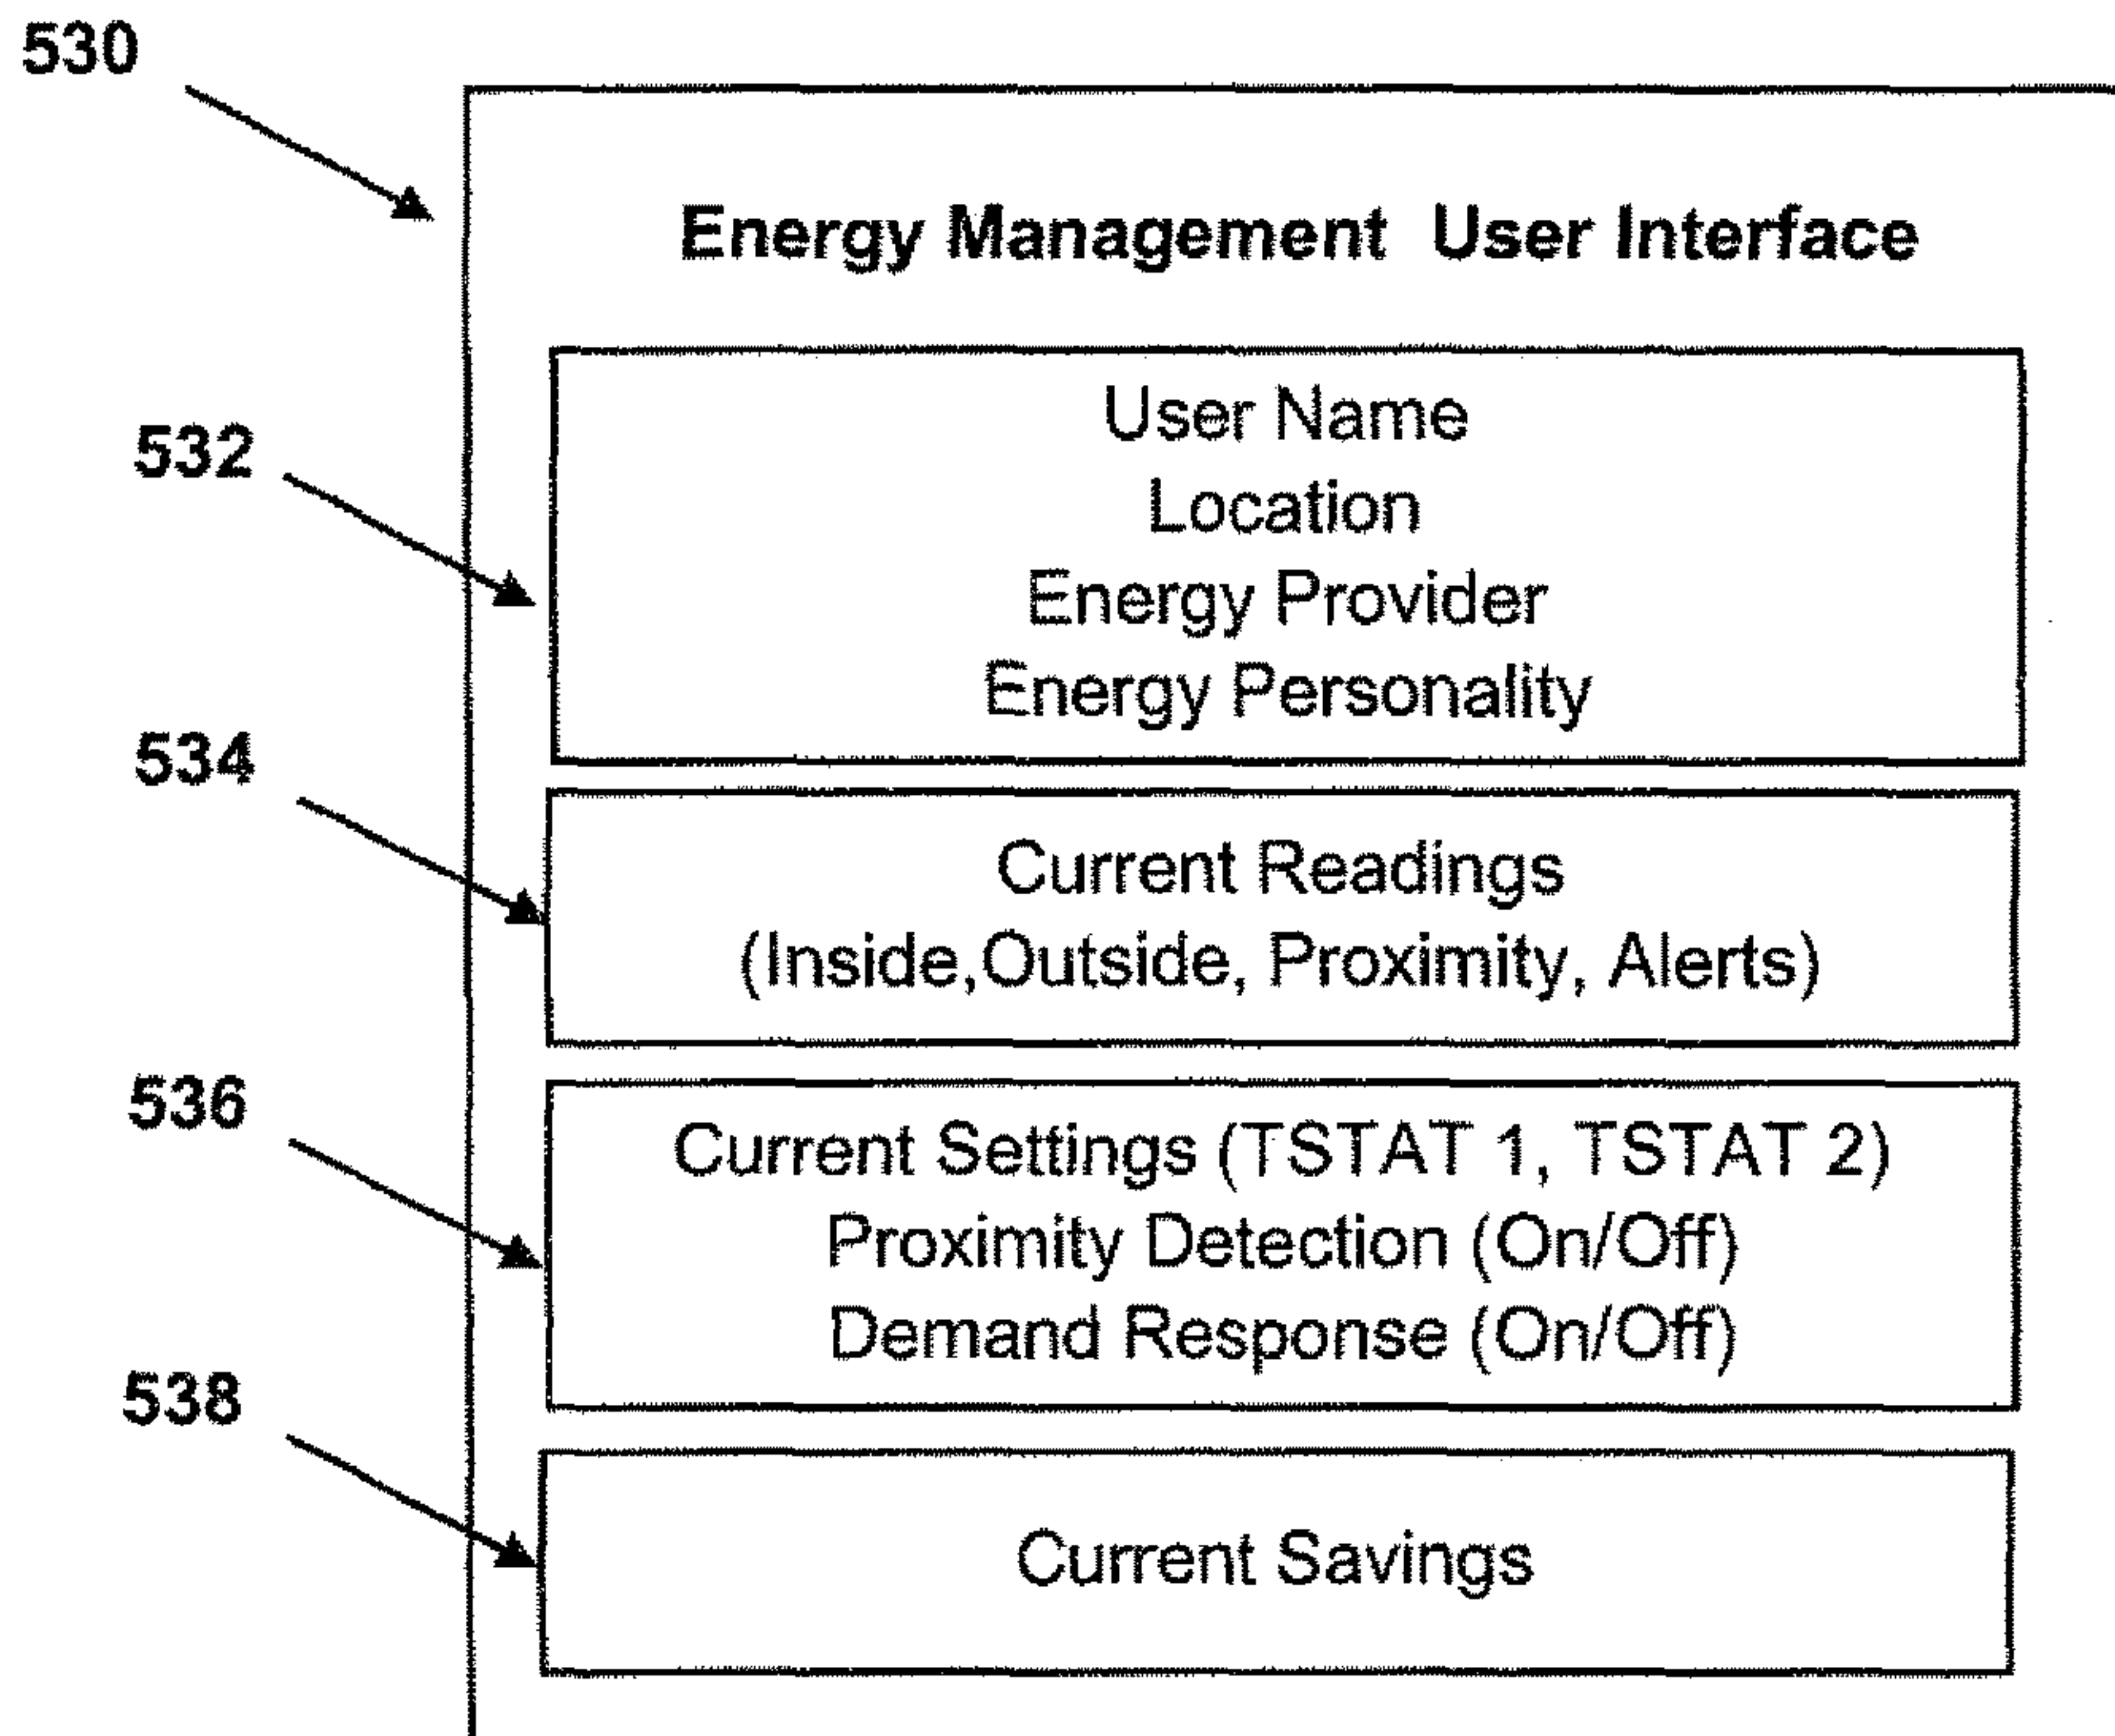 530
Energy Management User Interface
532
User Name
Location
Energy Provider
Energy Personality
534
Current Readings
(Inside,Outside, Proximity, Alerts)
536
Current Settings (TSTAT 1, TSTAT 2)
Proximity Detection (On/Off)
Demand Response (On/Off)
538
Current Savings